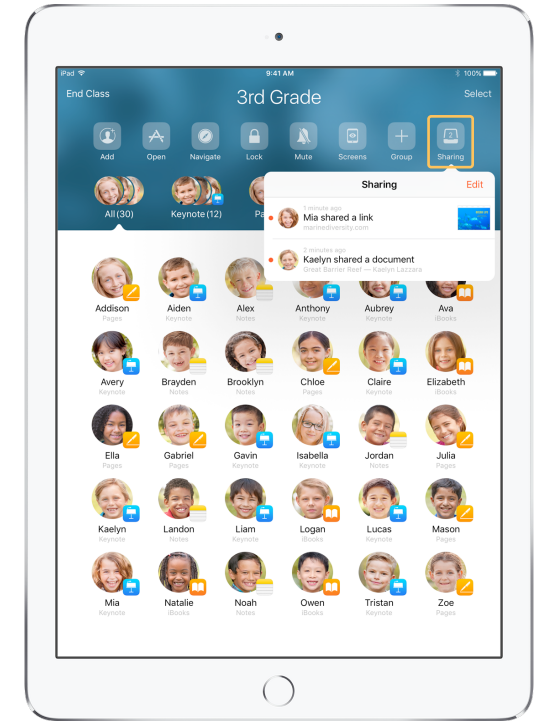 iPad 9:41 AM 100%
End Class 3rd Grade Select
2
Add Open Navigate Lock Mute Screens Group Sharing
Sharing Edit
All (30) Keynote (12)
1 minute ago
Mia shared a link
marinediversity.com
2 minutes ago
Kaelyn shared a document
Great Barrier Reef — Kaelyn Lazzara
Addison Aiden Alex Anthony Aubrey Ava
Pages Keynote Notes Keynote Keynote iBooks
Avery Brayden Brooklyn Chloe Claire Elizabeth
Keynote Notes Notes Pages Keynote iBooks
Ella Gabriel Gavin Isabella Jordan Julia
Pages Pages Keynote Keynote Notes Pages
Kaelyn Landon Liam Logan Lucas Mason
Keynote Notes Keynote iBooks Keynote Pages
Mia Natalie Noah Owen Tristan Zoe
Keynote iBooks Notes iBooks Keynote Pages